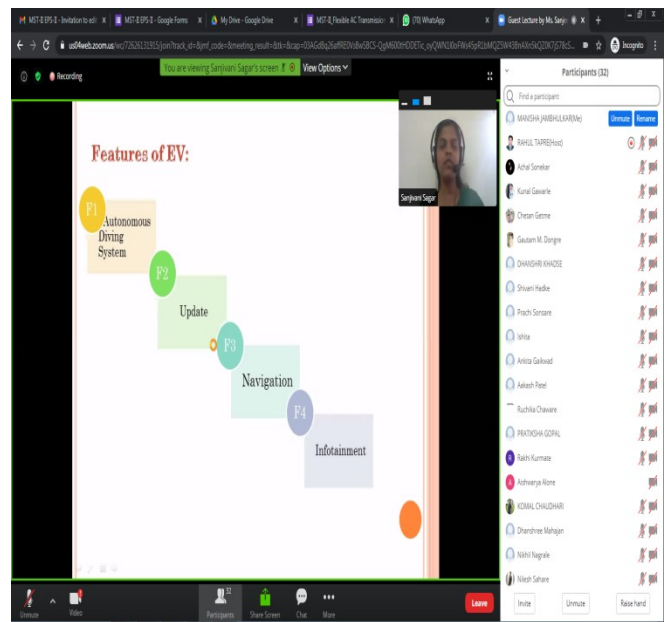 MST-II EPS-II - Invitation to edit
MST-II EPS-II - Google Forms
My Drive - Google Drive
MST-II_Flexible AC Transmission
(70) WhatsApp
Guest Lecture by Ms. Sanji
Incognito
Recording
You are viewing Sanjivani Sagar's screen
View Options
Participants (32)
Find a participant
MANISHA JAMBHULKAR(Me)
Unmute
Rename
RAHUL TAPRE(Host)
Achal Sonekar
Kunal Gawarle
Chetan Getme
Gautam M. Dongre
DHANSHRI KHADSE
Shivani Hadke
Prachi Sonsare
Ishita
Ankita Gaikwad
Aakash Patel
Ruchika Chaware
PRATIKSHA GOPAL
Rakhi Kurmate
Aishwarya Alone
KOMAL CHAUDHARI
Dhanshree Mahajan
Nikhil Nagrale
Nilesh Sahare
Invite
Unmute
Raise hand
Sanjivani Sagar
Features of EV:
F1
Autonomous
Diving
System
F2
Update
F3
Navigation
F4
Infotainment
Unmute
Video
32
Participants
Share Screen
Chat
More
Leave